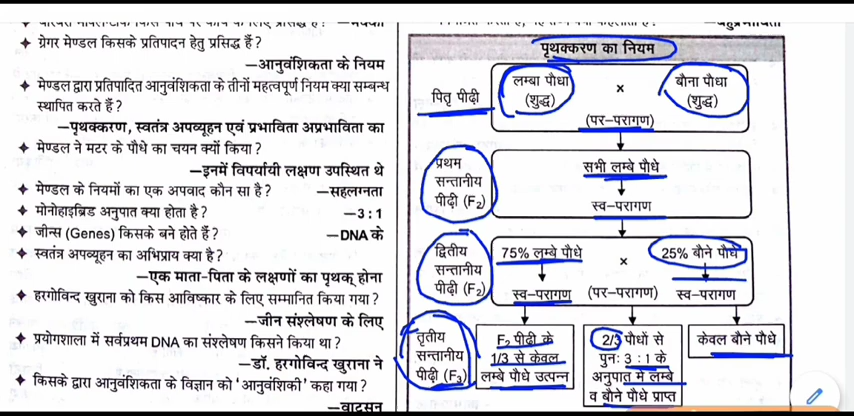 ग्रेगर मेण्डल किसके प्रतिपादन हेतु प्रसिद्ध हैं?
—आनुवंशिकता के नियम
मेण्डल द्वारा प्रतिपादित आनुवंशिकता के तीनों महत्वपूर्ण नियम क्या सम्बन्ध
स्थापित करते हैं?
—पृथक्करण, स्वतंत्र अपव्यूहन एवं प्रभाविता अप्रभाविता का
मेण्डल ने मटर के पौधे का चयन क्यों किया?
—इनमें विपर्यायी लक्षण उपस्थित थे
मेण्डल के नियमों का एक अपवाद कौन सा है? —सहलग्नता
मोनोहाइब्रिड अनुपात क्या होता है? —3 : 1
जीन्स (Genes) किसके बने होते हैं? —DNA के
स्वतंत्र अपव्यूहन का अभिप्राय क्या है?
—एक माता-पिता के लक्षणों का पृथक् होना
हरगोविन्द खुराना को किस आविष्कार के लिए सम्मानित किया गया?
—जीन संश्लेषण के लिए
प्रयोगशाला में सर्वप्रथम DNA का संश्लेषण किसने किया था?
—डॉ. हरगोविन्द खुराना ने
किसके द्वारा आनुवंशिकता के विज्ञान को 'आनुवंशिकी' कहा गया?
—वाटसन
पृथक्करण का नियम
पितृ पीढ़ी
लम्बा पौधा
(शुद्ध)
×
बौना पौधा
(शुद्ध)
(पर-परागण)
प्रथम
सन्तानीय
पीढ़ी (F₂)
सभी लम्बे पौधे
स्व-परागण
द्वितीय
सन्तानीय
पीढ़ी (F₂)
75% लम्बे पौधे
×
25% बौने पौधे
स्व-परागण (पर-परागण) स्व-परागण
तृतीय
सन्तानीय
पीढ़ी (F₃)
F₂ पीढ़ी के
1/3 से केवल
लम्बे पौधे उत्पन्न
2/3 पौधों से
पुनः 3 : 1 के
अनुपात में लम्बे
व बौने पौधे प्राप्त
केवल बौने पौधे